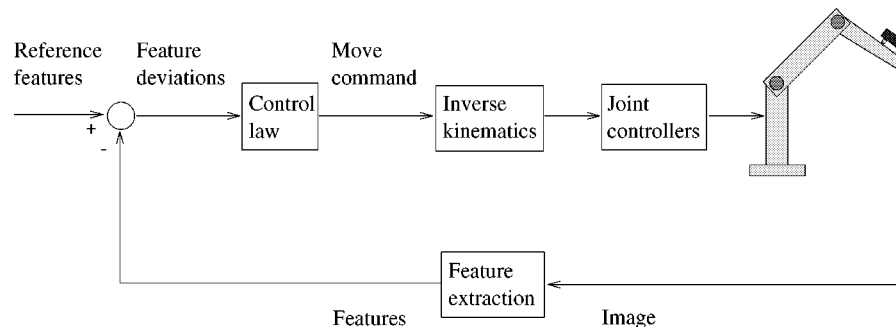 Reference
features
Feature
deviations
Move
command
+
-
Control
law
Inverse
kinematics
Joint
controllers
Feature
extraction
Features
Image